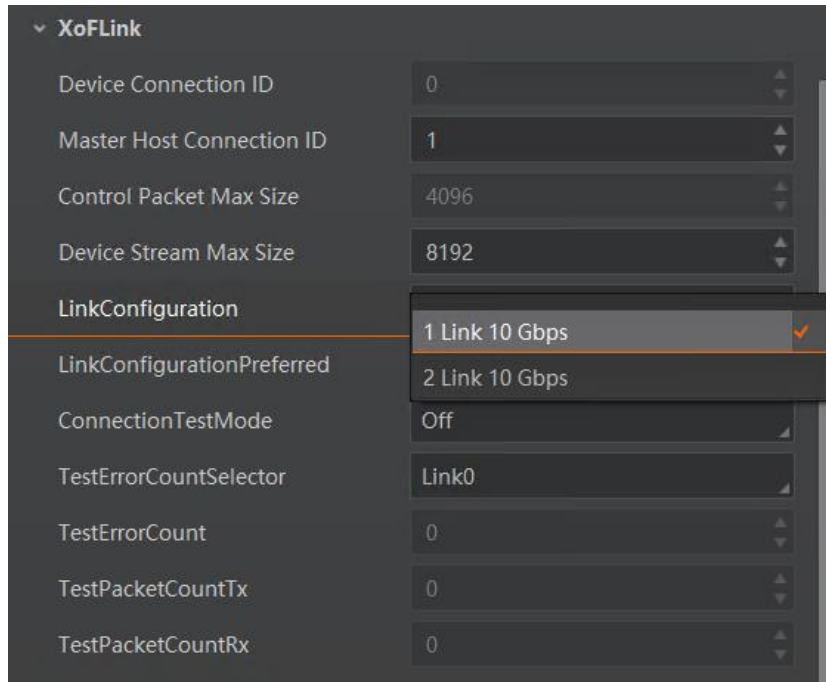 XoFLink
Device Connection ID 0
Master Host Connection ID 1
Control Packet Max Size 4096
Device Stream Max Size 8192
LinkConfiguration
1 Link 10 Gbps
LinkConfigurationPreferred
2 Link 10 Gbps
ConnectionTestMode Off
TestErrorCountSelector Link0
TestErrorCount 0
TestPacketCountTx 0
TestPacketCountRx 0